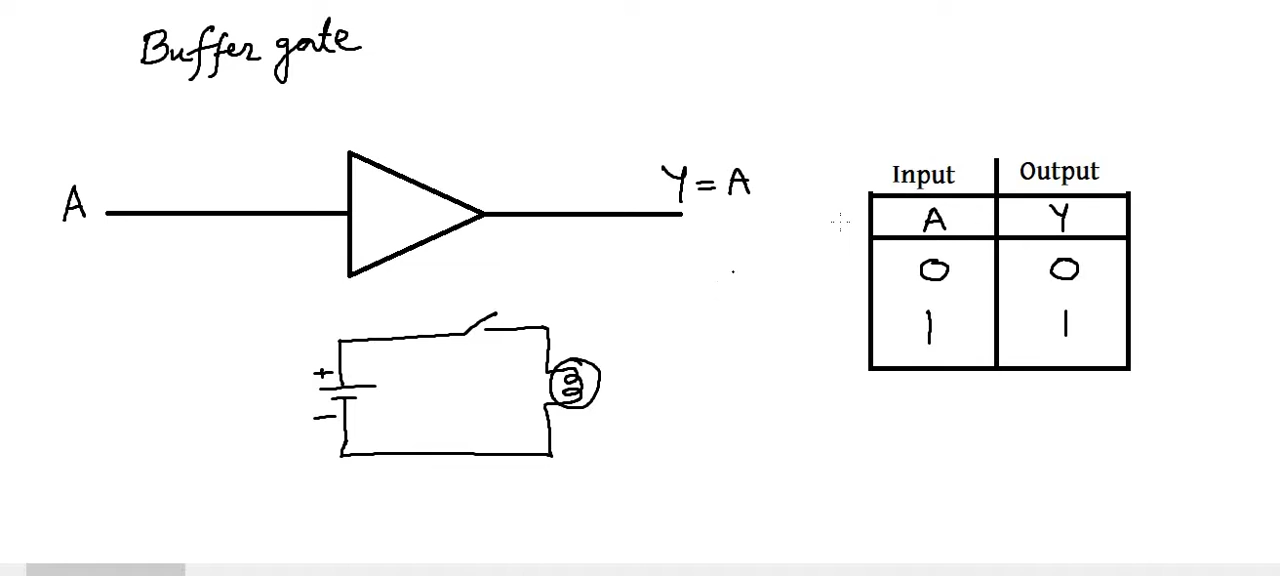 Buffer gate
A
Y = A
Input Output
A Y
0 0
1 1
+
−